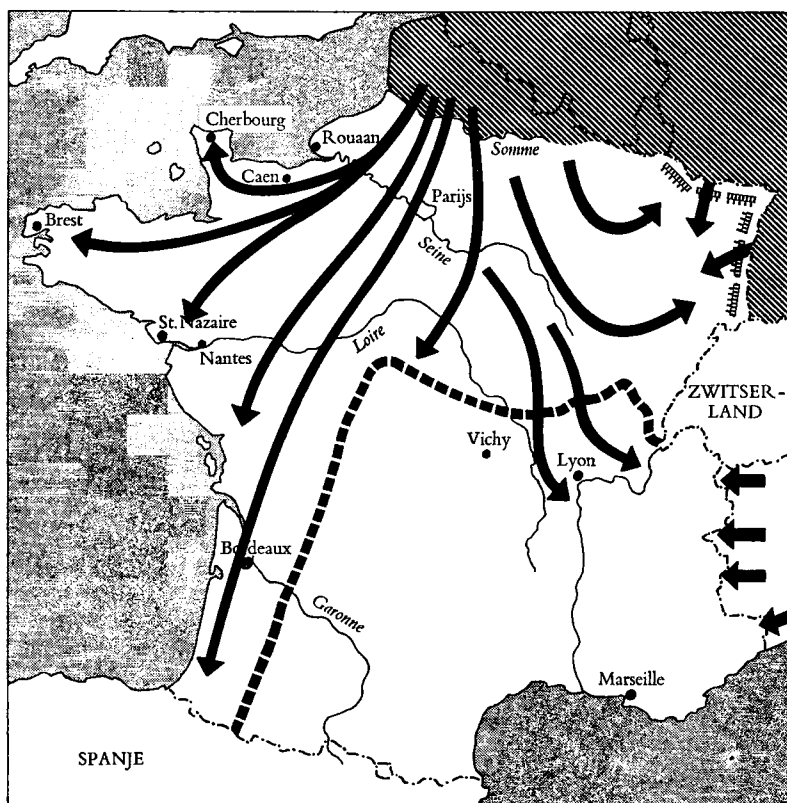 Cherbourg
Rouaan
Somme
Caen
Parijs
Brest
Seine
St. Nazaire
Loire
Nantes
ZWITSER-
LAND
Vichy
Lyon
Bordeaux
Garonne
Marseille
SPANJE